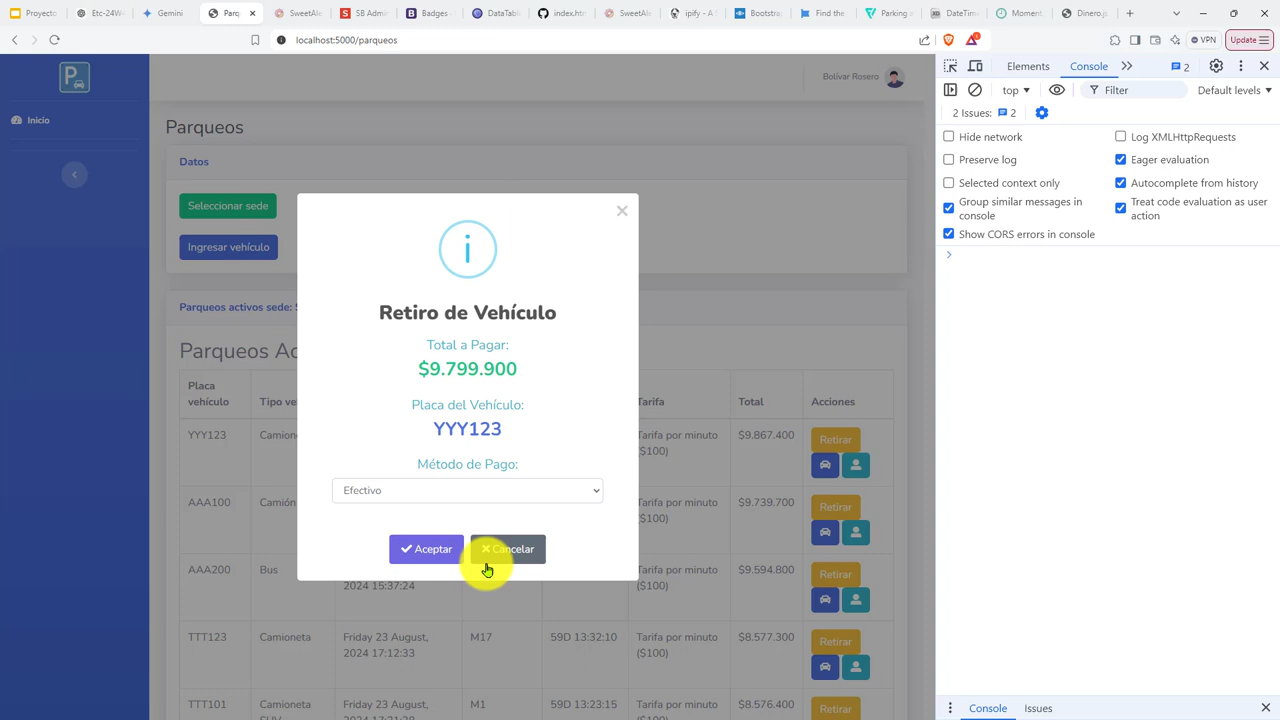 Proyecto
Etc-24W
Gemini
Parq
SweetAle
SB Admin
Badges
DataTabl
index.htm
SweetAle
ipify - A
Bootstrap
Find the
Parking a
DateTime
Moment.
Dinero.js
localhost:5000/parqueos
VPN
Update
P
Inicio
Bolívar Rosero
Parqueos
Datos
Seleccionar sede
Ingresar vehículo
Parqueos activos sede:
Parqueos Ac
Placa vehículo
Tipo ve
Tarifa
Total
Acciones
YYY123
Camione
Tarifa por minuto ($100)
$9.867.400
Retirar
AAA100
Camión
Tarifa por minuto ($100)
$9.739.700
Retirar
AAA200
Bus
2024 15:37:24
Tarifa por minuto ($100)
$9.594.800
Retirar
TTT123
Camioneta
Friday 23 August, 2024 17:12:33
M17
59D 13:32:10
Tarifa por minuto ($100)
$8.577.300
Retirar
TTT101
Camioneta
Friday 23 August,
M1
59D 13:23:15
Tarifa por minuto
$8.576.400
Retirar
i
Retiro de Vehículo
Total a Pagar:
$9.799.900
Placa del Vehículo:
YYY123
Método de Pago:
Efectivo
Aceptar
Cancelar
Elements
Console
2
top
Filter
Default levels
2 Issues:
2
Hide network
Log XMLHttpRequests
Preserve log
Eager evaluation
Selected context only
Autocomplete from history
Group similar messages in console
Treat code evaluation as user action
Show CORS errors in console
Console
Issues